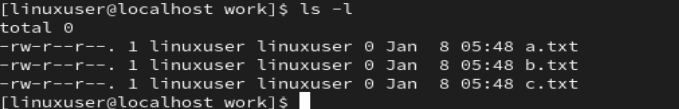 [linuxuser@localhost work]$ ls -l
total 0
-rw-r--r--. 1 linuxuser linuxuser 0 Jan  8 05:48 a.txt
-rw-r--r--. 1 linuxuser linuxuser 0 Jan  8 05:48 b.txt
-rw-r--r--. 1 linuxuser linuxuser 0 Jan  8 05:48 c.txt
[linuxuser@localhost work]$